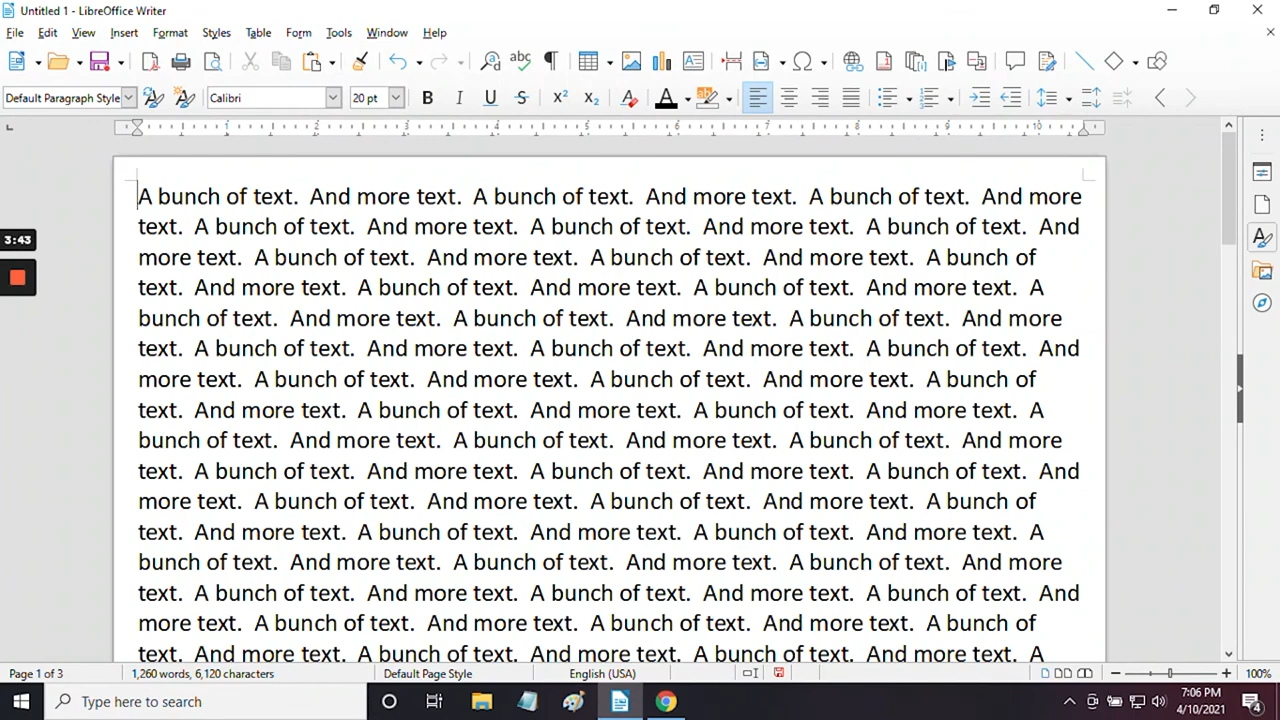 Untitled 1 - LibreOffice Writer
File Edit View Insert Format Styles Table Form Tools Window Help
Default Paragraph Style Calibri 20 pt
1 2 3 4 5 6 7 8 9 10
A bunch of text.  And more text.  A bunch of text.  And more text.  A bunch of text.  And more
text.  A bunch of text.  And more text.  A bunch of text.  And more text.  A bunch of text.  And
more text.  A bunch of text.  And more text.  A bunch of text.  And more text.  A bunch of
text.  And more text.  A bunch of text.  And more text.  A bunch of text.  And more text.  A
bunch of text.  And more text.  A bunch of text.  And more text.  A bunch of text.  And more
text.  A bunch of text.  And more text.  A bunch of text.  And more text.  A bunch of text.  And
more text.  A bunch of text.  And more text.  A bunch of text.  And more text.  A bunch of
text.  And more text.  A bunch of text.  And more text.  A bunch of text.  And more text.  A
bunch of text.  And more text.  A bunch of text.  And more text.  A bunch of text.  And more
text.  A bunch of text.  And more text.  A bunch of text.  And more text.  A bunch of text.  And
more text.  A bunch of text.  And more text.  A bunch of text.  And more text.  A bunch of
text.  And more text.  A bunch of text.  And more text.  A bunch of text.  And more text.  A
bunch of text.  And more text.  A bunch of text.  And more text.  A bunch of text.  And more
text.  A bunch of text.  And more text.  A bunch of text.  And more text.  A bunch of text.  And
more text.  A bunch of text.  And more text.  A bunch of text.  And more text.  A bunch of
text.  And more text.  A bunch of text.  And more text.  A bunch of text.  And more text.  A
3:43
Page 1 of 3 1,260 words, 6,120 characters Default Page Style English (USA) 100%
Type here to search
7:06 PM
4/10/2021
4